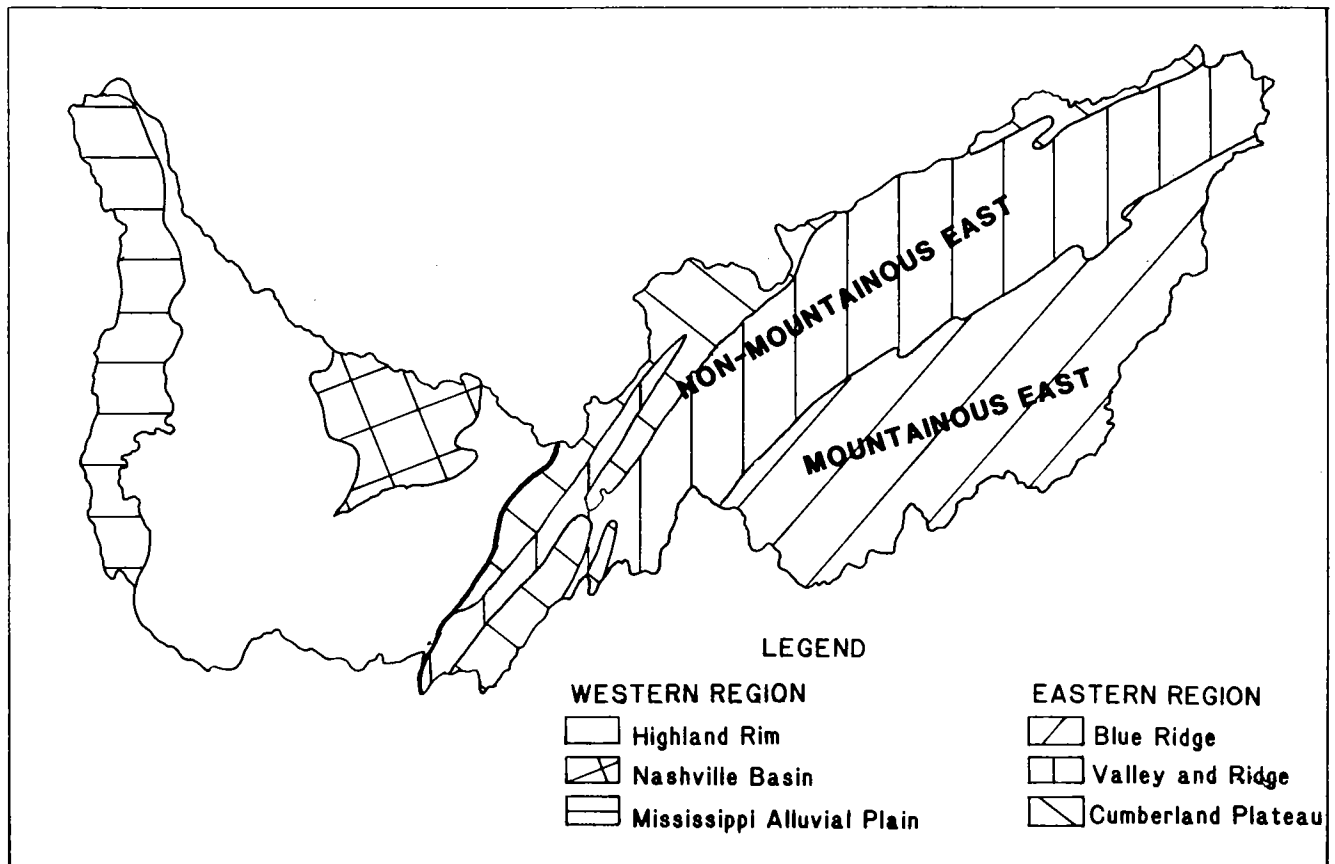 NON-MOUNTAINOUS EAST
MOUNTAINOUS EAST
LEGEND
WESTERN REGION
Highland Rim
Nashville Basin
Mississippi Alluvial Plain
EASTERN REGION
Blue Ridge
Valley and Ridge
Cumberland Plateau